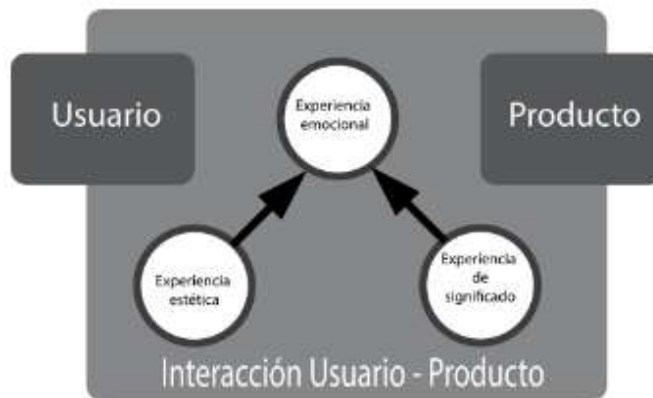 Usuario
Experiencia
emocional
Producto
Experiencia
estética
Experiencia
de
significado
Interacción Usuario - Producto